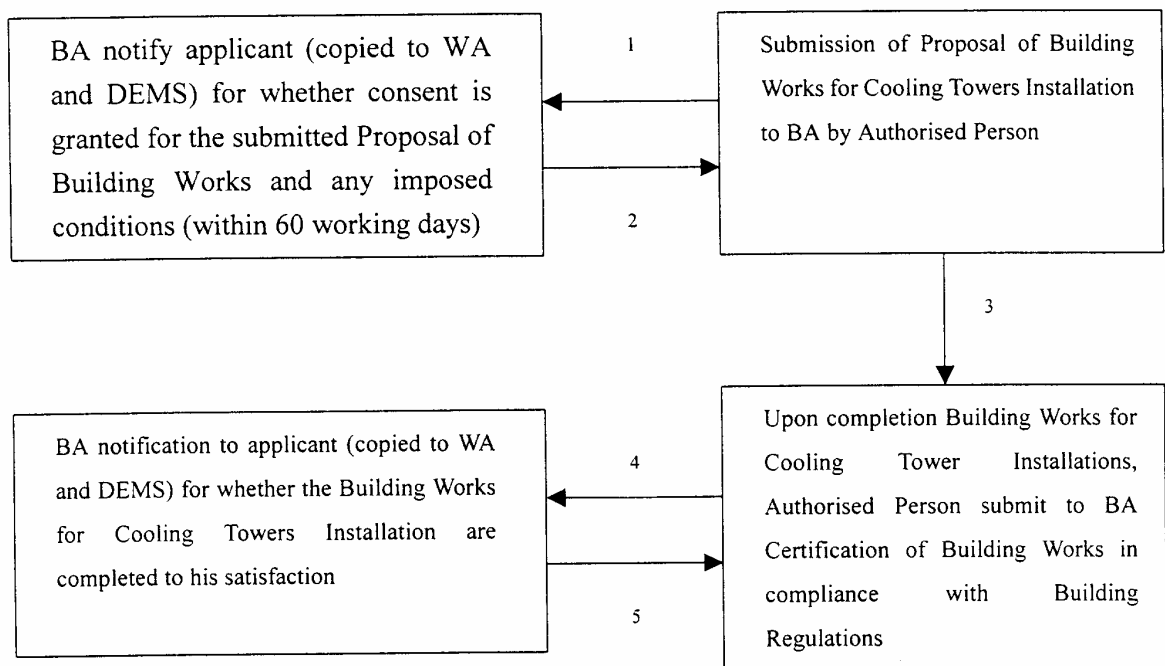 BA notify applicant (copied to WA
and DEMS) for whether consent is
granted for the submitted Proposal of
Building Works and any imposed
conditions (within 60 working days)
1
2
Submission of Proposal of Building
Works for Cooling Towers Installation
to BA by Authorised Person
3
BA notification to applicant (copied to WA
and DEMS) for whether the Building Works
for Cooling Towers Installation are
completed to his satisfaction
4
5
Upon completion Building Works for
Cooling Tower Installations,
Authorised Person submit to BA
Certification of Building Works in
compliance with Building
Regulations